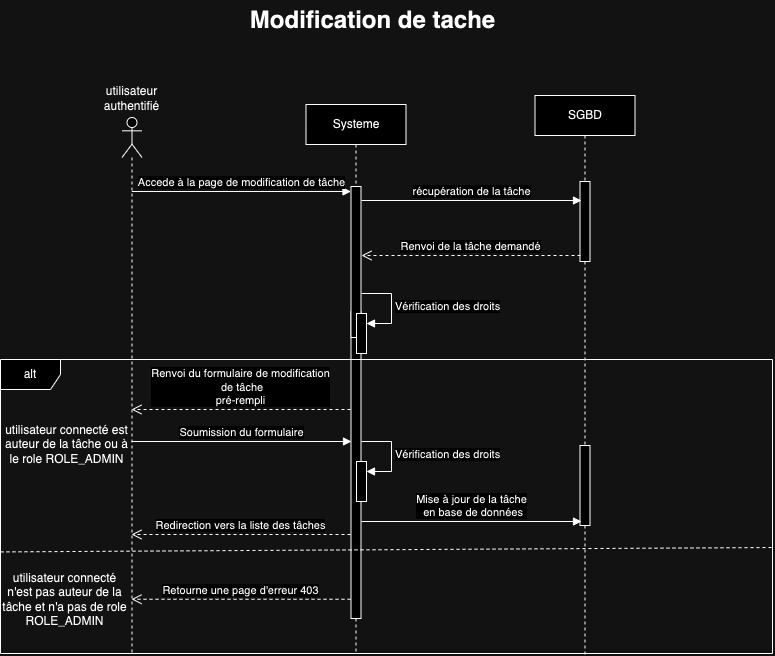 Modification de tache
utilisateur
authentifié
Systeme
SGBD
Accede à la page de modification de tâche
récupération de la tâche
Renvoi de la tâche demandé
Vérification des droits
alt
Renvoi du formulaire de modification
de tâche
pré-rempli
utilisateur connecté est
auteur de la tâche ou à
le role ROLE_ADMIN
Soumission du formulaire
Vérification des droits
Mise à jour de la tâche
en base de données
Redirection vers la liste des tâches
utilisateur connecté
n'est pas auteur de la
tâche et n'a pas de role
ROLE_ADMIN
Retourne une page d'erreur 403